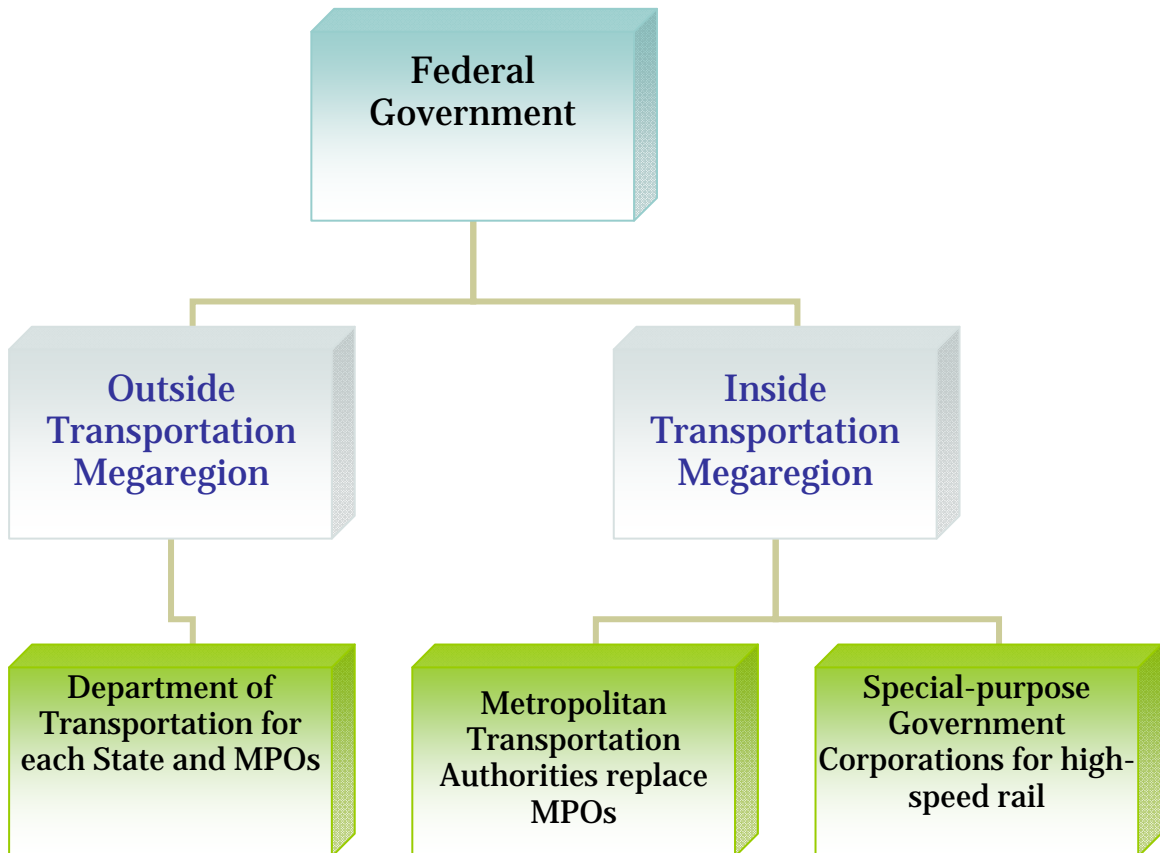 Federal
Government
Outside
Transportation
Megaregion
Inside
Transportation
Megaregion
Department of
Transportation for
each State and MPOs
Metropolitan
Transportation
Authorities replace
MPOs
Special-purpose
Government
Corporations for high-
speed rail